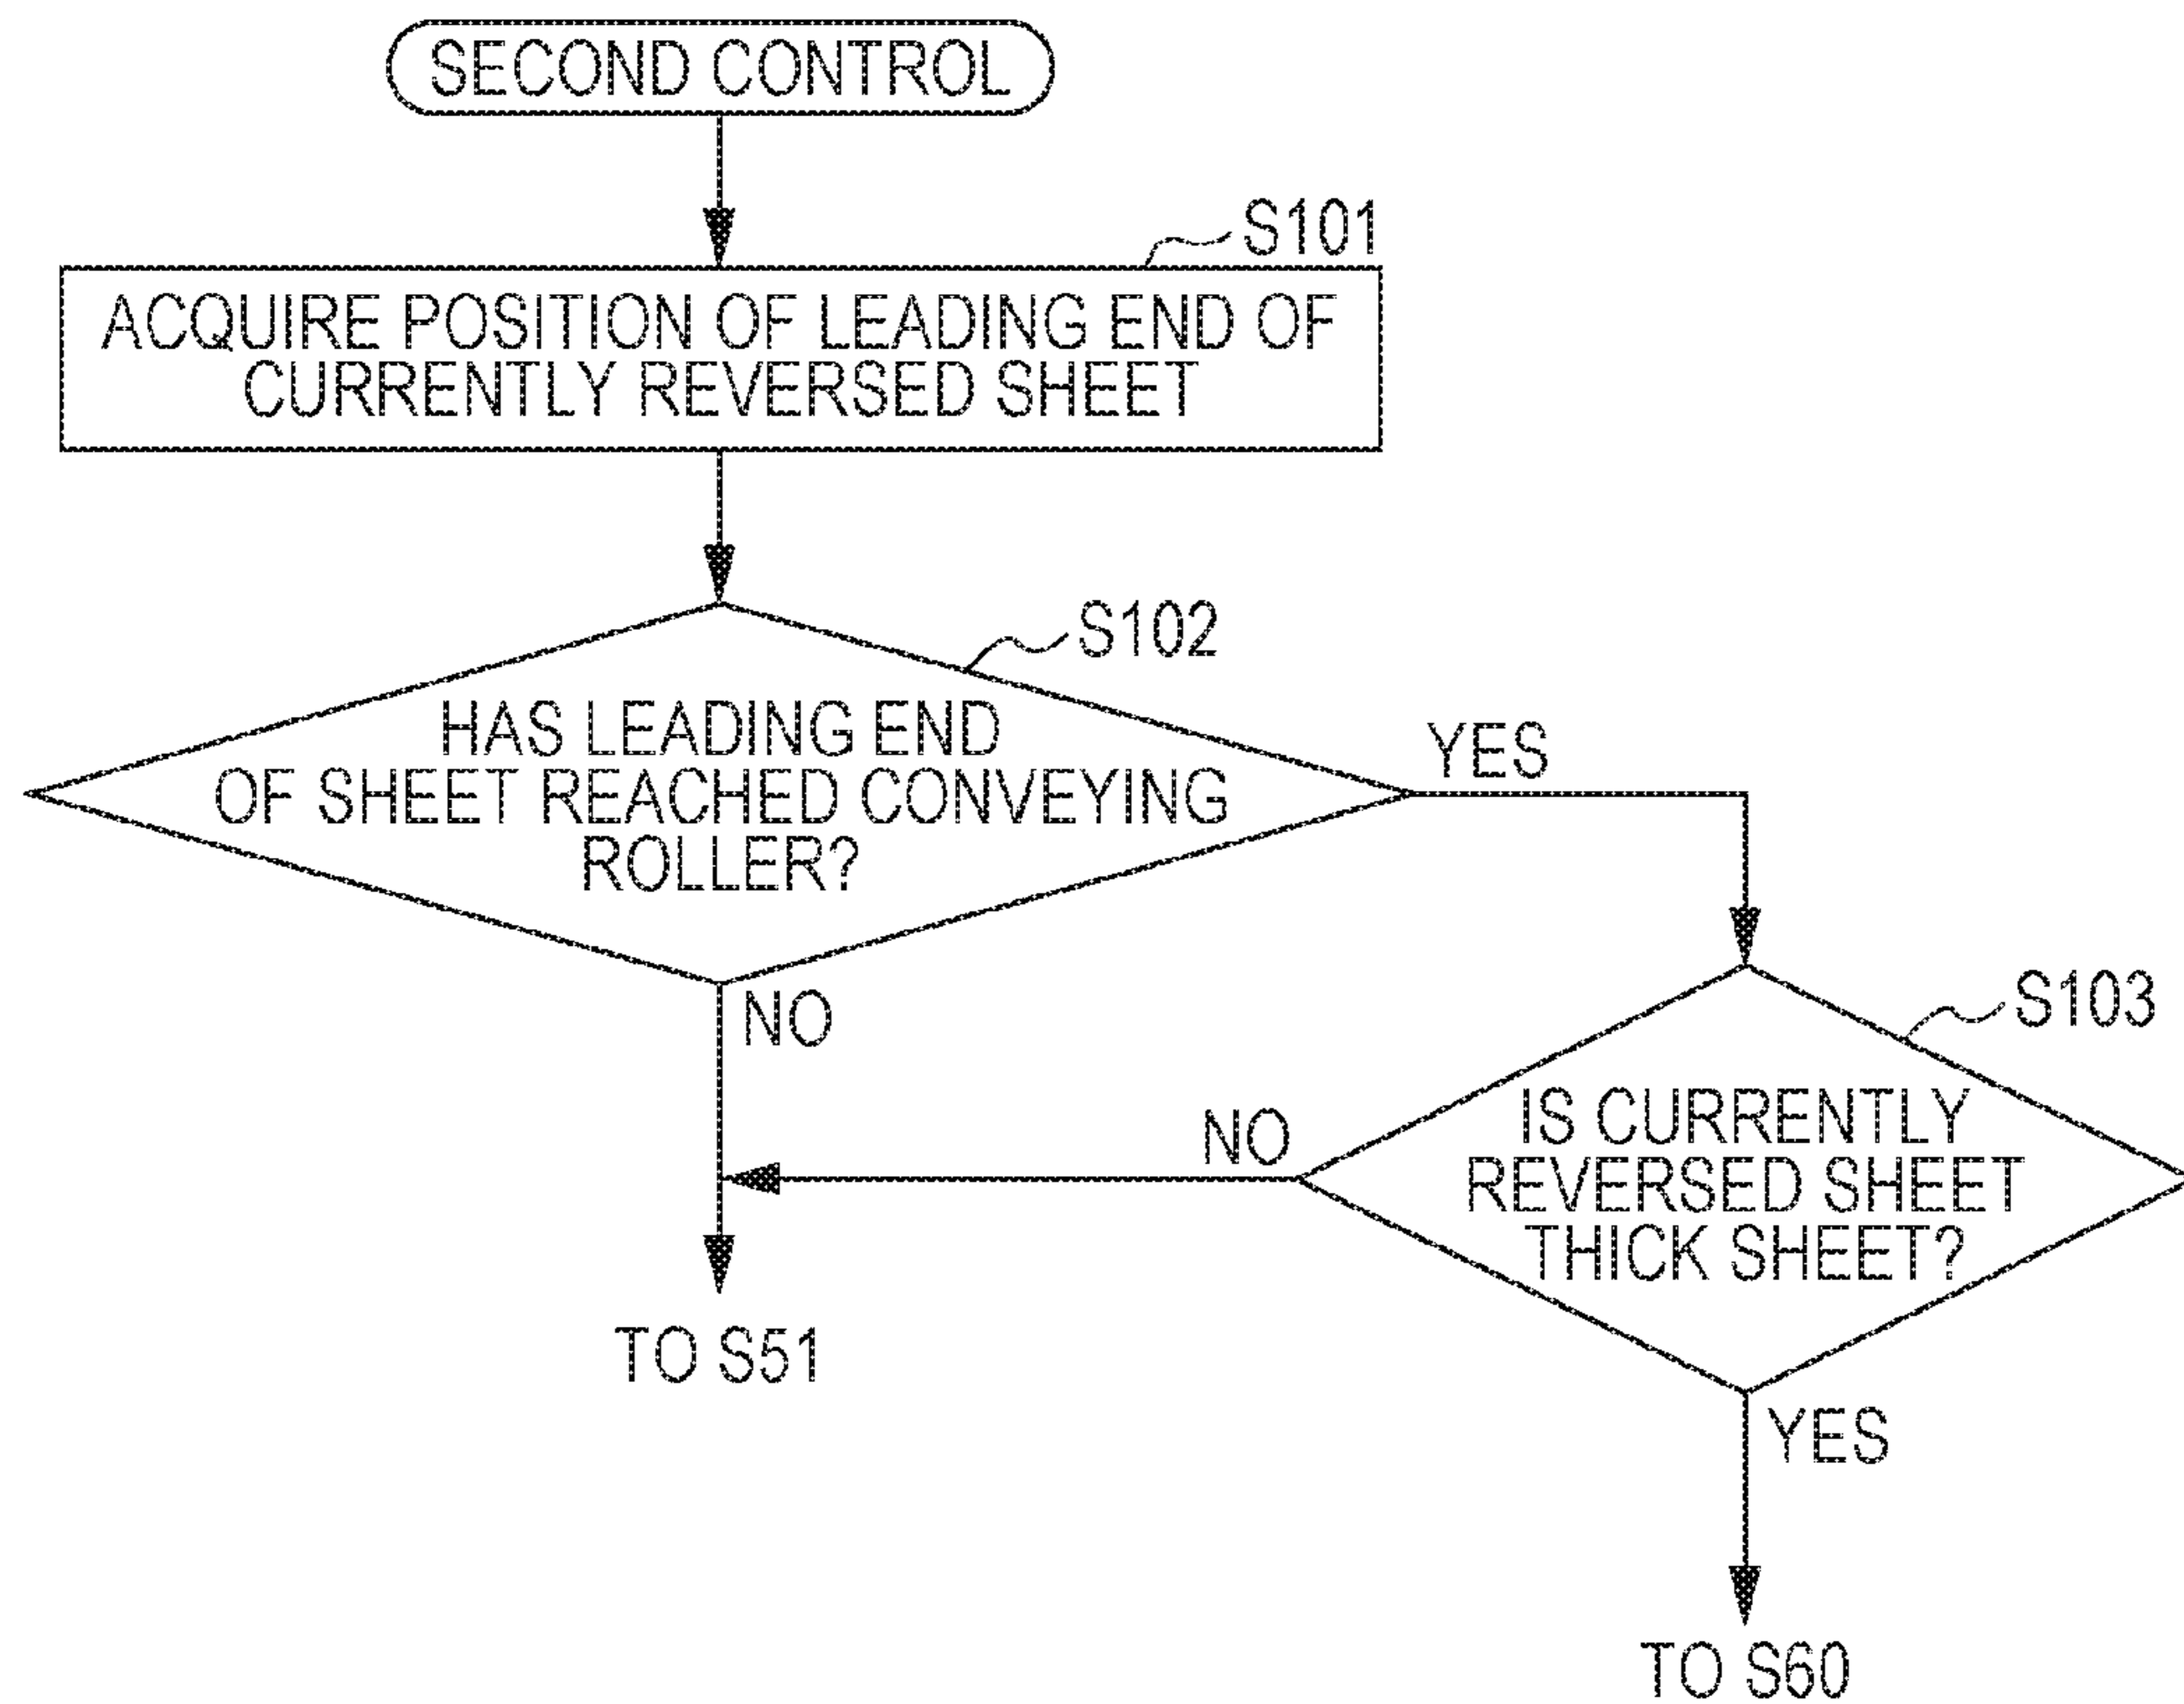 SECOND CONTROL
S101
ACQUIRE POSITION OF LEADING END OF
CURRENTLY REVERSED SHEET
S102
HAS LEADING END
OF SHEET REACHED CONVEYING
ROLLER?
YES
NO
S103
IS CURRENTLY
REVERSED SHEET
THICK SHEET?
NO
YES
TO S51
TO S60